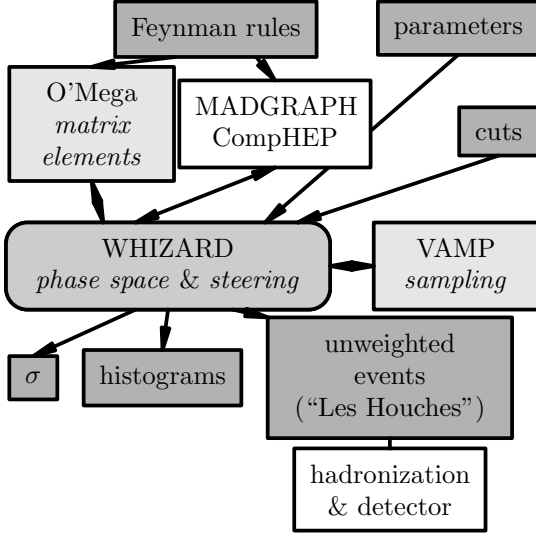 Feynman rules
parameters
O’Mega
matrix
elements
MADGRAPH
CompHEP
cuts
WHIZARD
phase space & steering
VAMP
sampling
σ
histograms
unweighted
events
(“Les Houches”)
hadronization
& detector